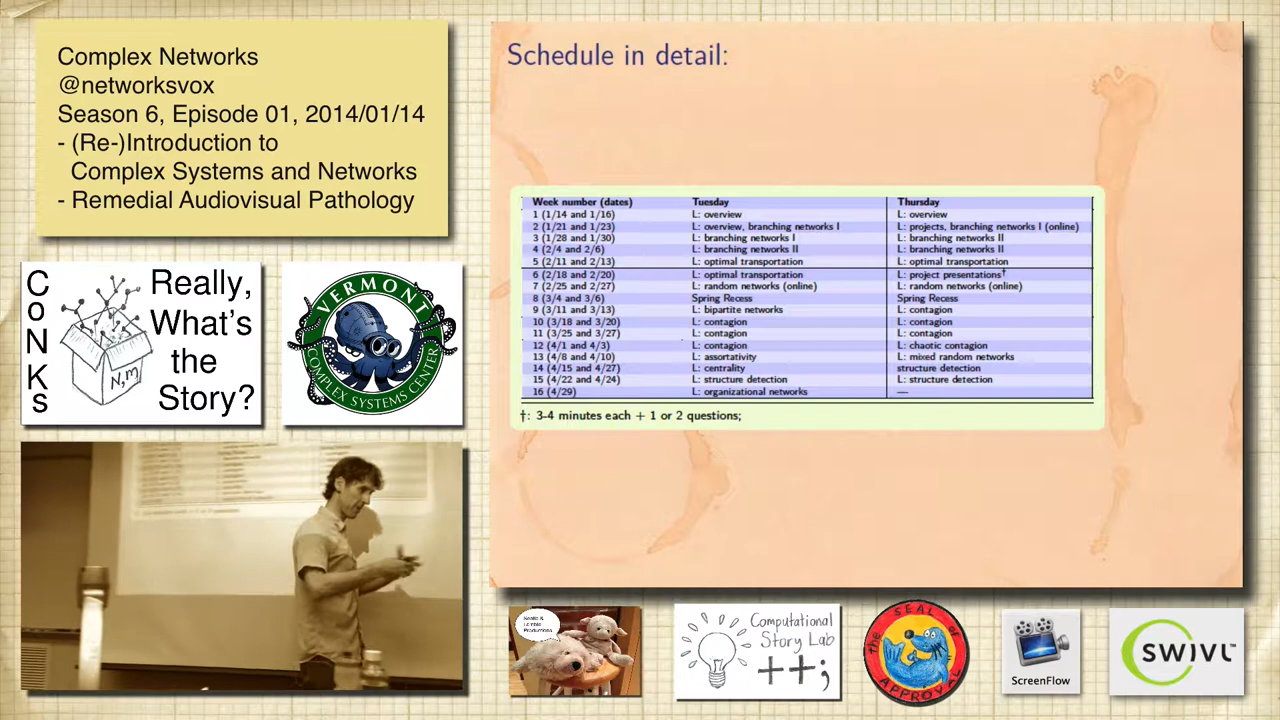 Complex Networks
@networksvox
Season 6, Episode 01, 2014/01/14
- (Re-)Introduction to
Complex Systems and Networks
- Remedial Audiovisual Pathology
CoNKs
N,m
Really,
What's
the
Story?
VERMONT
COMPLEX SYSTEMS CENTER
Schedule in detail:
Week number (dates) Tuesday Thursday
1 (1/14 and 1/16) L: overview L: overview
2 (1/21 and 1/23) L: overview, branching networks I L: projects, branching networks I (online)
3 (1/28 and 1/30) L: branching networks I L: branching networks II
4 (2/4 and 2/6) L: branching networks II L: branching networks II
5 (2/11 and 2/13) L: optimal transportation L: optimal transportation
6 (2/18 and 2/20) L: optimal transportation L: project presentations†
7 (2/25 and 2/27) L: random networks (online) L: random networks (online)
8 (3/4 and 3/6) Spring Recess Spring Recess
9 (3/11 and 3/13) L: bipartite networks L: contagion
10 (3/18 and 3/20) L: contagion L: contagion
11 (3/25 and 3/27) L: contagion L: contagion
12 (4/1 and 4/3) L: contagion L: chaotic contagion
13 (4/8 and 4/10) L: assortativity L: mixed random networks
14 (4/15 and 4/27) L: centrality structure detection
15 (4/22 and 4/24) L: structure detection L: structure detection
16 (4/29) L: organizational networks —
†: 3-4 minutes each + 1 or 2 questions;
Computational
Story Lab
++;
the SEAL of
APPROVAL
ScreenFlow
SWIVL™